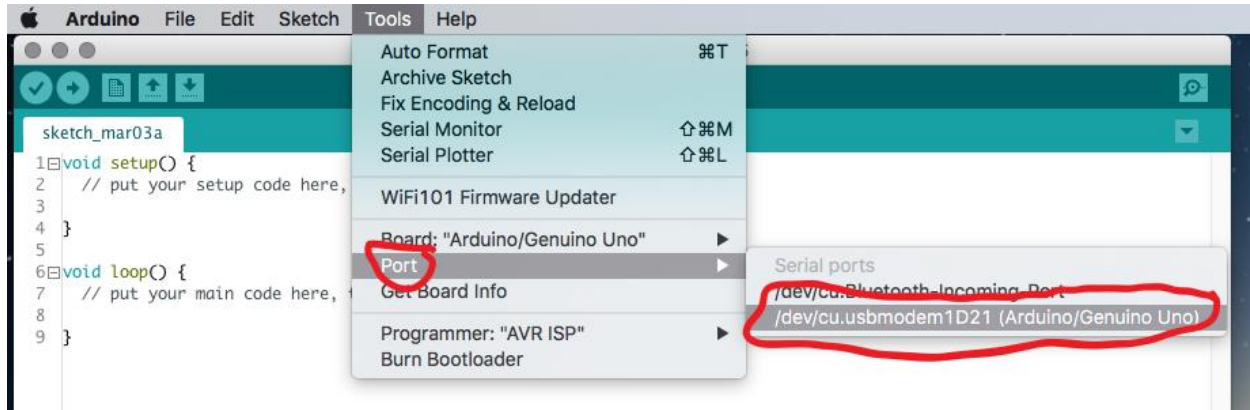 Arduino File Edit Sketch Tools Help
sketch_mar03a
1 void setup() {
2 // put your setup code here,
3
4 }
5
6 void loop() {
7 // put your main code here,
8
9 }
Auto Format ⌘T
Archive Sketch
Fix Encoding & Reload
Serial Monitor ⇧⌘M
Serial Plotter ⇧⌘L
WiFi101 Firmware Updater
Board: "Arduino/Genuino Uno"
Port
Get Board Info
Programmer: "AVR ISP"
Burn Bootloader
Serial ports
/dev/cu.Bluetooth-Incoming-Port
/dev/cu.usbmodem1D21 (Arduino/Genuino Uno)